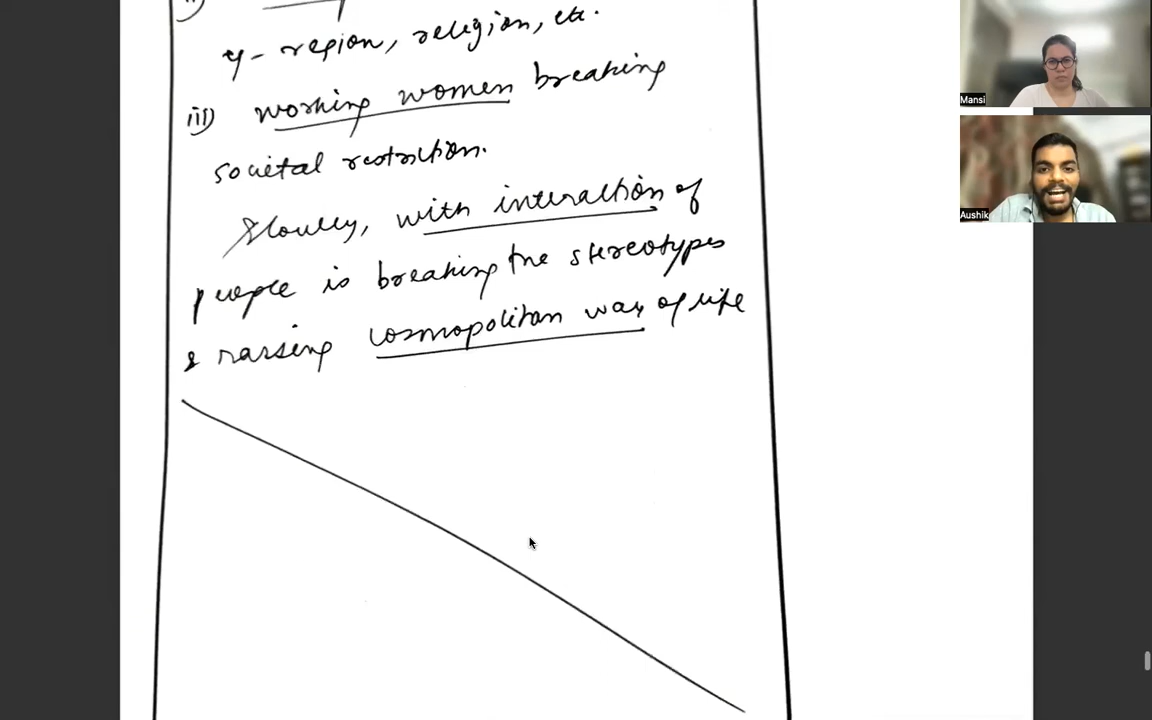 - region, religion, etc.
iii) working women breaking
societal restriction.
Slowly, with interaction of
people is breaking the stereotypes
& raising cosmopolitan way of life
Mansi
Aushik